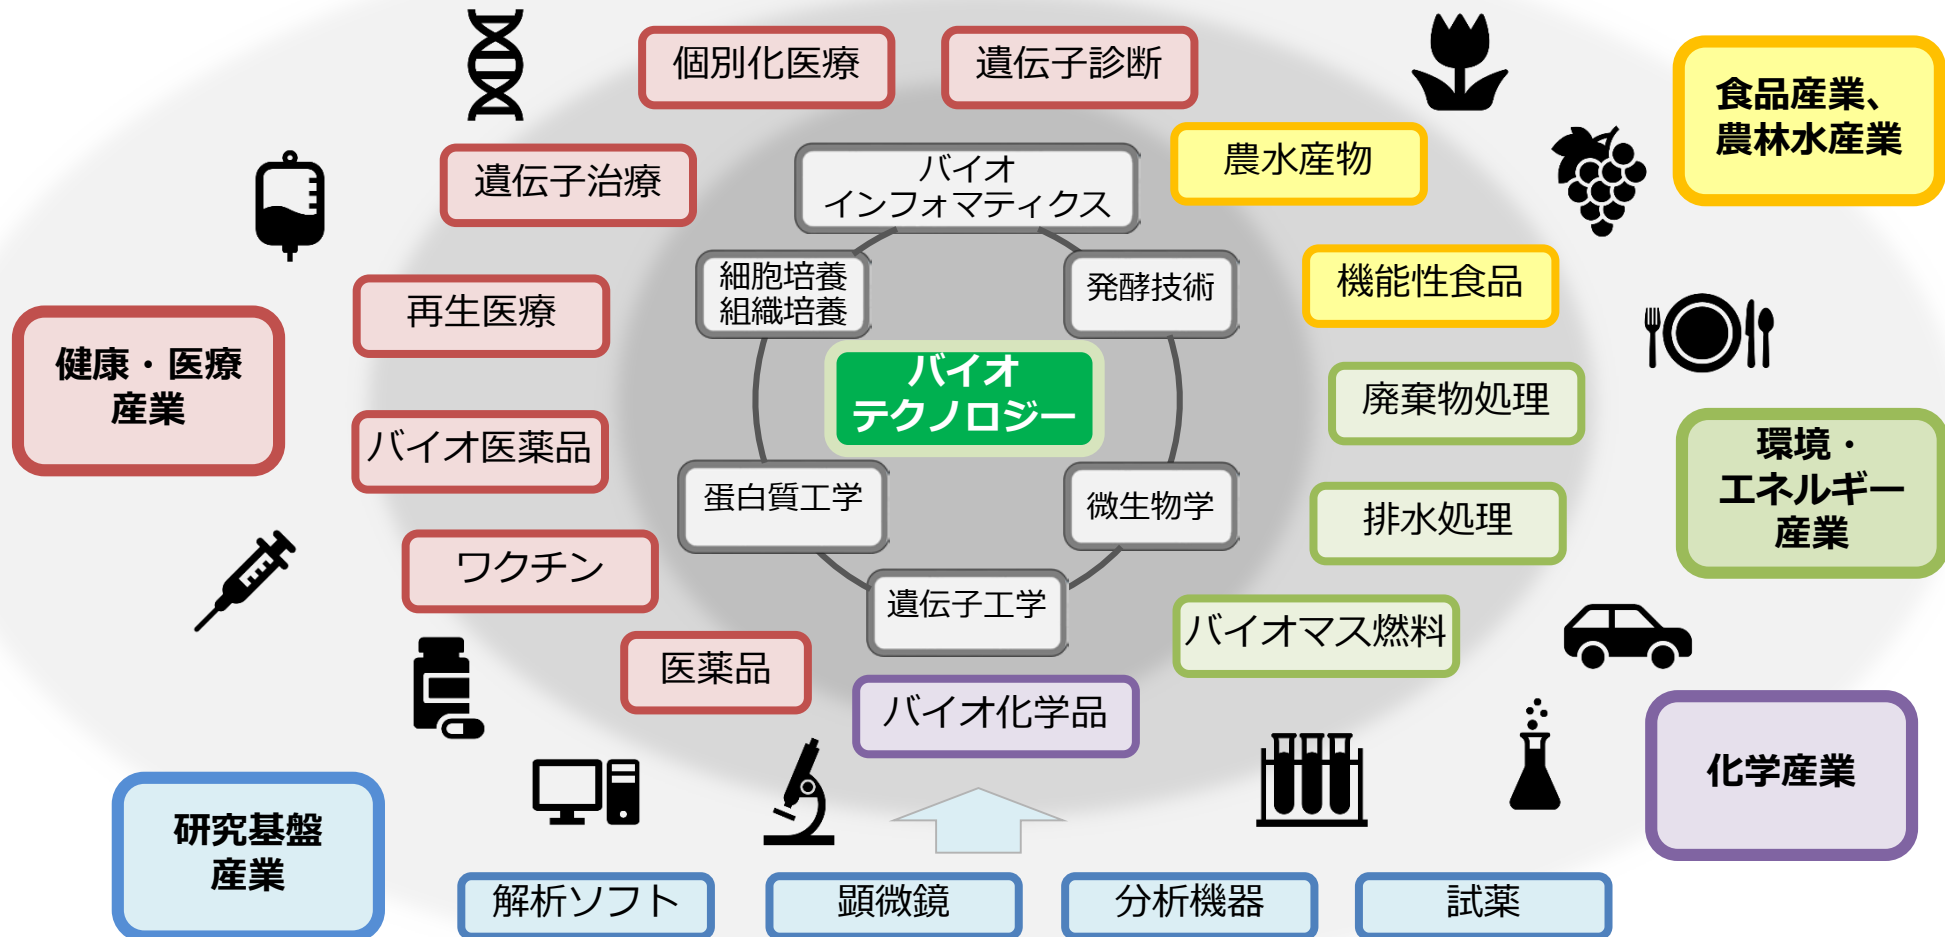 個別化医療
遺伝子診断
食品産業、
農林水産業
農水産物
遺伝子治療
バイオ
インフォマティクス
細胞培養
組織培養
発酵技術
機能性食品
再生医療
健康・医療
産業
バイオ
テクノロジー
廃棄物処理
バイオ医薬品
環境・
エネルギー
産業
蛋白質工学
微生物学
排水処理
ワクチン
遺伝子工学
バイオマス燃料
医薬品
バイオ化学品
化学産業
研究基盤
産業
解析ソフト
顕微鏡
分析機器
試薬